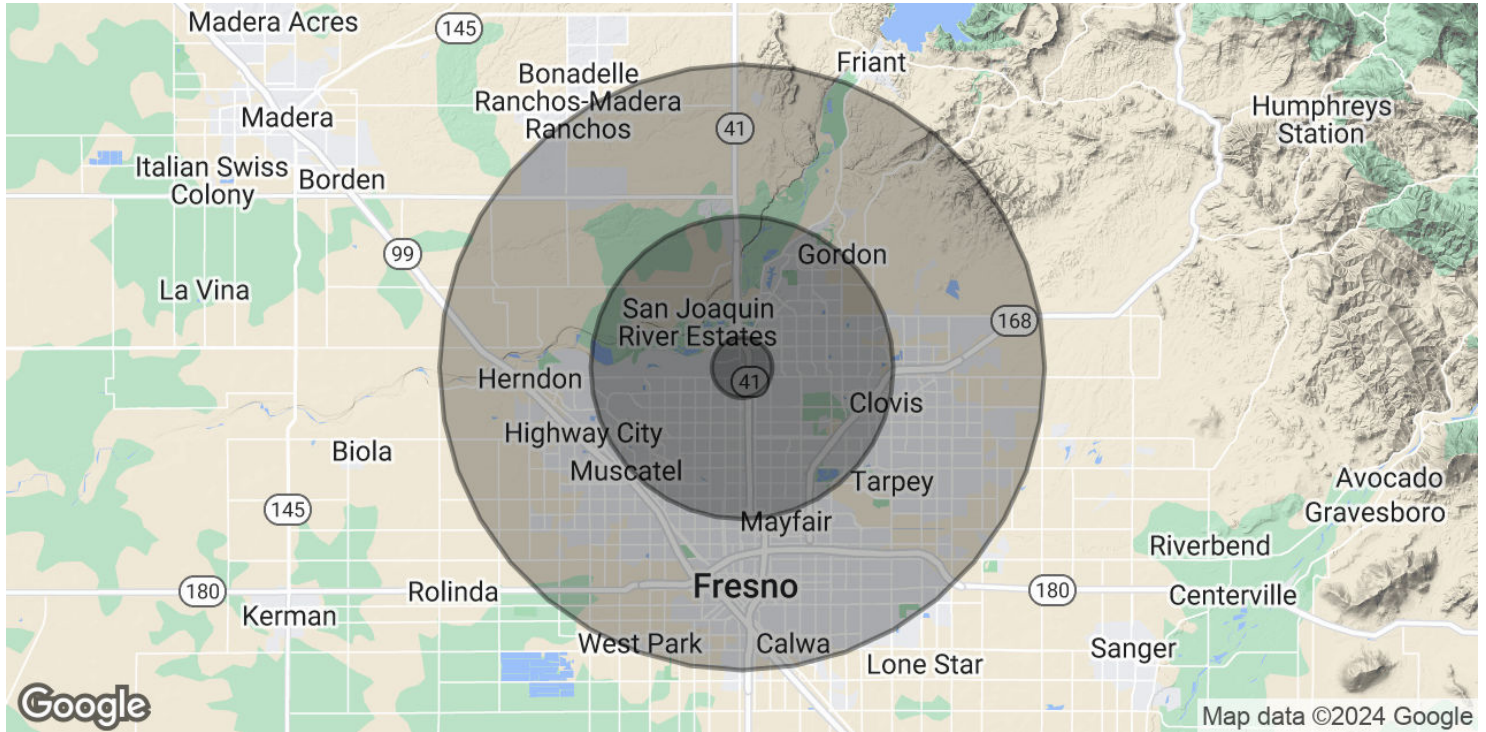 Madera Acres
145
Friant
Bonadelle
Ranchos-Madera
Ranchos
41
Humphreys
Station
Madera
Italian Swiss
Colony
Borden
99
Gordon
La Vina
San Joaquin
River Estates
168
Herndon
41
Clovis
Highway City
Biola
Muscatel
Tarpey
Avocado
145
Gravesboro
Mayfair
Riverbend
180
Rolinda
Fresno
180
Centerville
Kerman
West Park
Calwa
Lone Star
Sanger
Google
Map data ©2024 Google